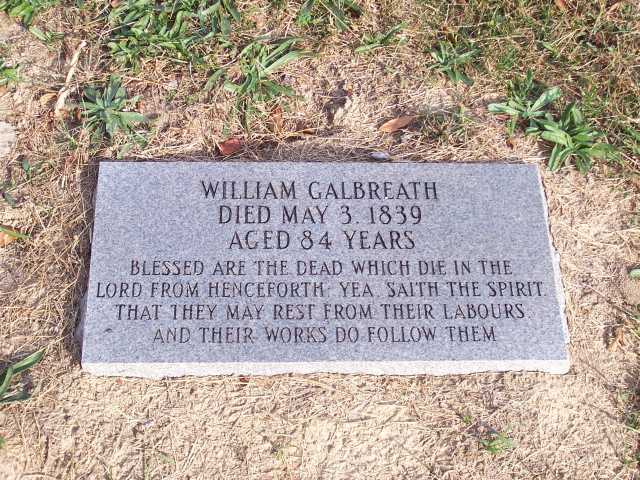 WILLIAM GALBREATH
DIED MAY 3, 1839
AGED 84 YEARS
BLESSED ARE THE DEAD WHICH DIE IN THE
LORD FROM HENCEFORTH: YEA, SAITH THE SPIRIT,
THAT THEY MAY REST FROM THEIR LABOURS;
AND THEIR WORKS DO FOLLOW THEM